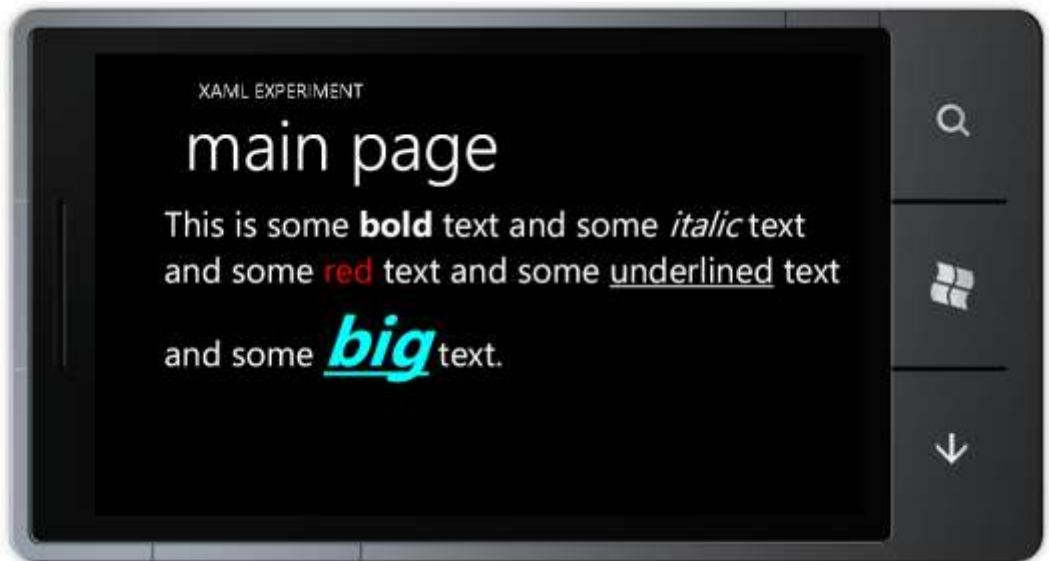 XAML EXPERIMENT
main page
This is some bold text and some italic text
and some red text and some underlined text
and some big text.